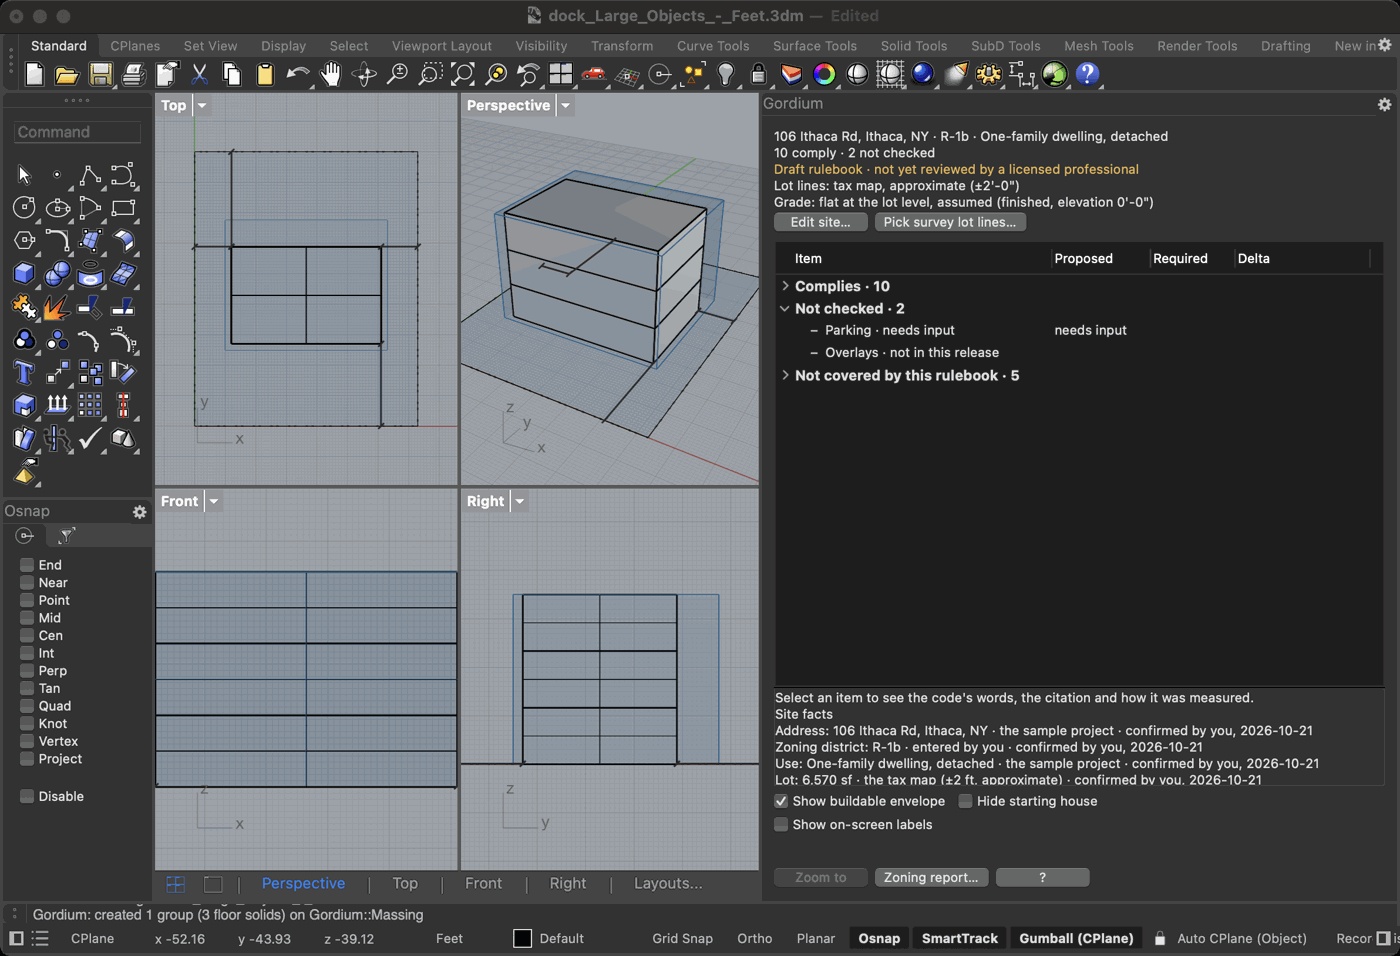 dock_Large_Objects_-_Feet.3dm — Edited
Standard CPlanes Set View Display Select Viewport Layout Visibility Transform Curve Tools Surface Tools Solid Tools SubD Tools Mesh Tools Render Tools Drafting New in
Command
Top
y
x
Perspective
z
y
x
Front
z
x
Right
z
y
Osnap
End
Near
Point
Mid
Cen
Int
Perp
Tan
Quad
Knot
Vertex
Project
Disable
Gordium
106 Ithaca Rd, Ithaca, NY · R-1b · One-family dwelling, detached
10 comply · 2 not checked
Draft rulebook · not yet reviewed by a licensed professional
Lot lines: tax map, approximate (±2'-0")
Grade: flat at the lot level, assumed (finished, elevation 0'-0")
Edit site... Pick survey lot lines...
Item Proposed Required Delta
Complies · 10
Not checked · 2
– Parking · needs input needs input
– Overlays · not in this release
Not covered by this rulebook · 5
Select an item to see the code's words, the citation and how it was measured.
Site facts
Address: 106 Ithaca Rd, Ithaca, NY · the sample project · confirmed by you, 2026-10-21
Zoning district: R-1b · entered by you · confirmed by you, 2026-10-21
Use: One-family dwelling, detached · the sample project · confirmed by you, 2026-10-21
Lot: 6,570 sf · the tax map (±2 ft, approximate) · confirmed by you, 2026-10-21
Show buildable envelope Hide starting house
Show on-screen labels
Zoom to Zoning report... ?
Perspective Top Front Right Layouts...
Gordium: created 1 group (3 floor solids) on Gordium::Massing
CPlane x -52.16 y -43.93 z -39.12 Feet Default Grid Snap Ortho Planar Osnap SmartTrack Gumball (CPlane) Auto CPlane (Object) Recor